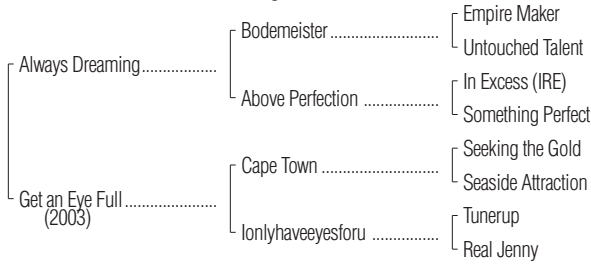 Empire Maker
Bodemeister
Untouched Talent
Always Dreaming
In Excess (IRE)
Above Perfection
Something Perfect
Seeking the Gold
Cape Town
Seaside Attraction
Get an Eye Full
(2003)
Tunerup
Ionlyhaveeyesforu
Real Jenny